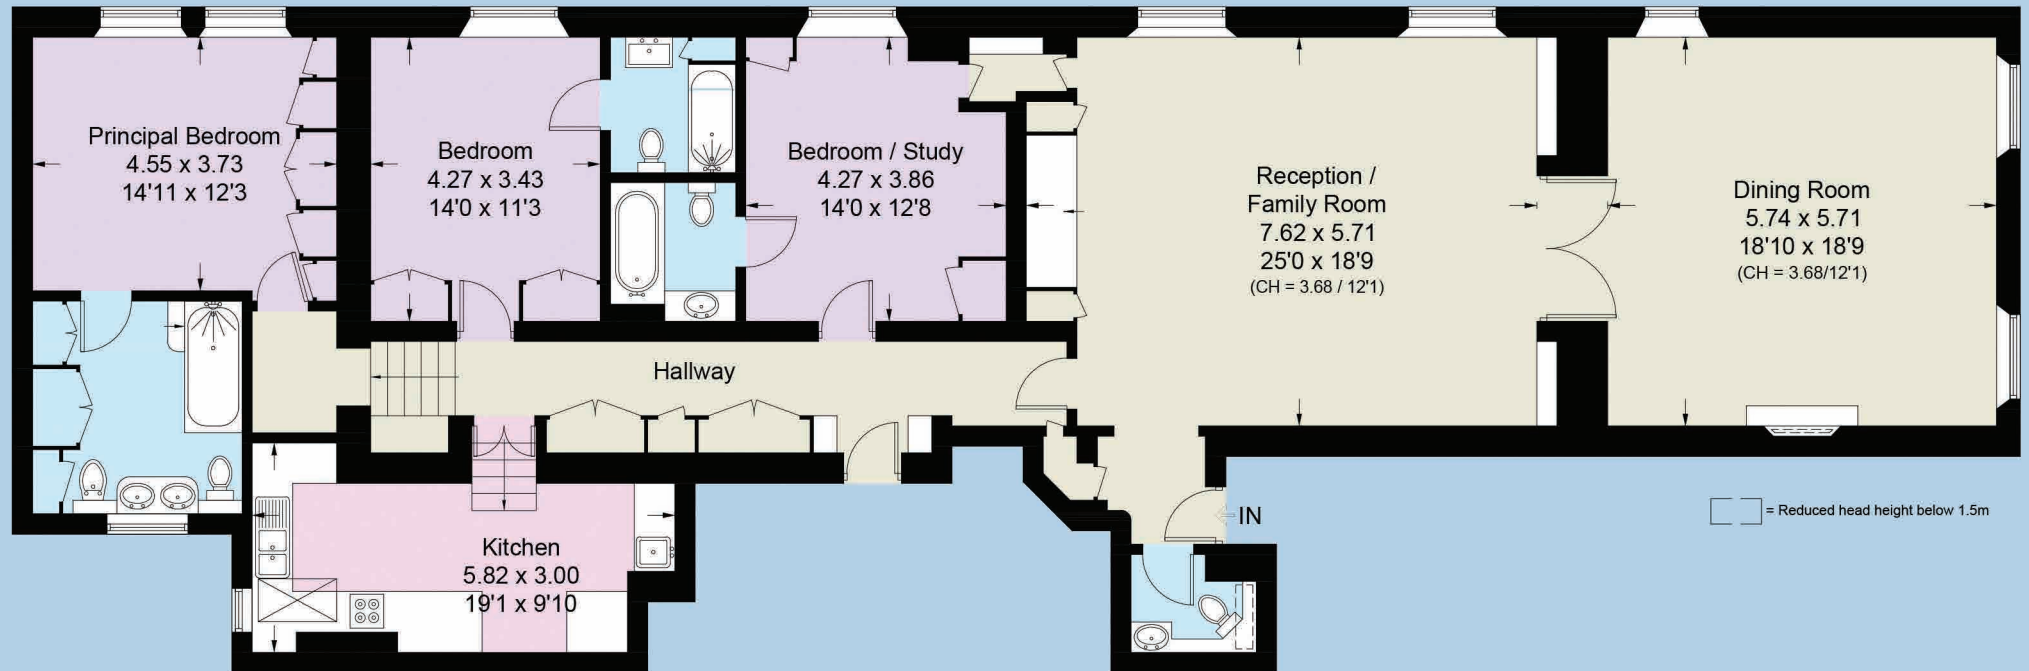 Principal Bedroom
4.55 x 3.73
14'11 x 12'3
Bedroom
4.27 x 3.43
14'0 x 11'3
Bedroom / Study
4.27 x 3.86
14'0 x 12'8
Reception /
Family Room
7.62 x 5.71
25'0 x 18'9
(CH = 3.68 / 12'1)
Dining Room
5.74 x 5.71
18'10 x 18'9
(CH = 3.68/12'1)
Hallway
IN
= Reduced head height below 1.5m
Kitchen
5.82 x 3.00
19'1 x 9'10